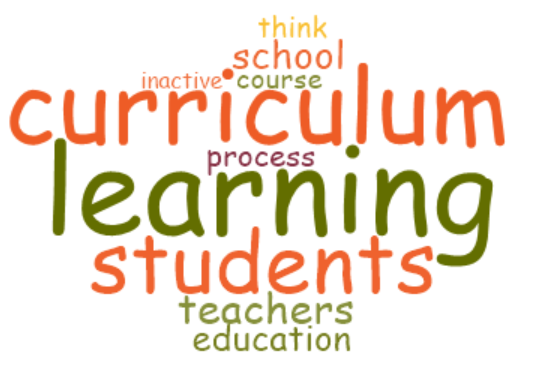 think
school
inactive course
curriculum
process
learning
students
teachers
education